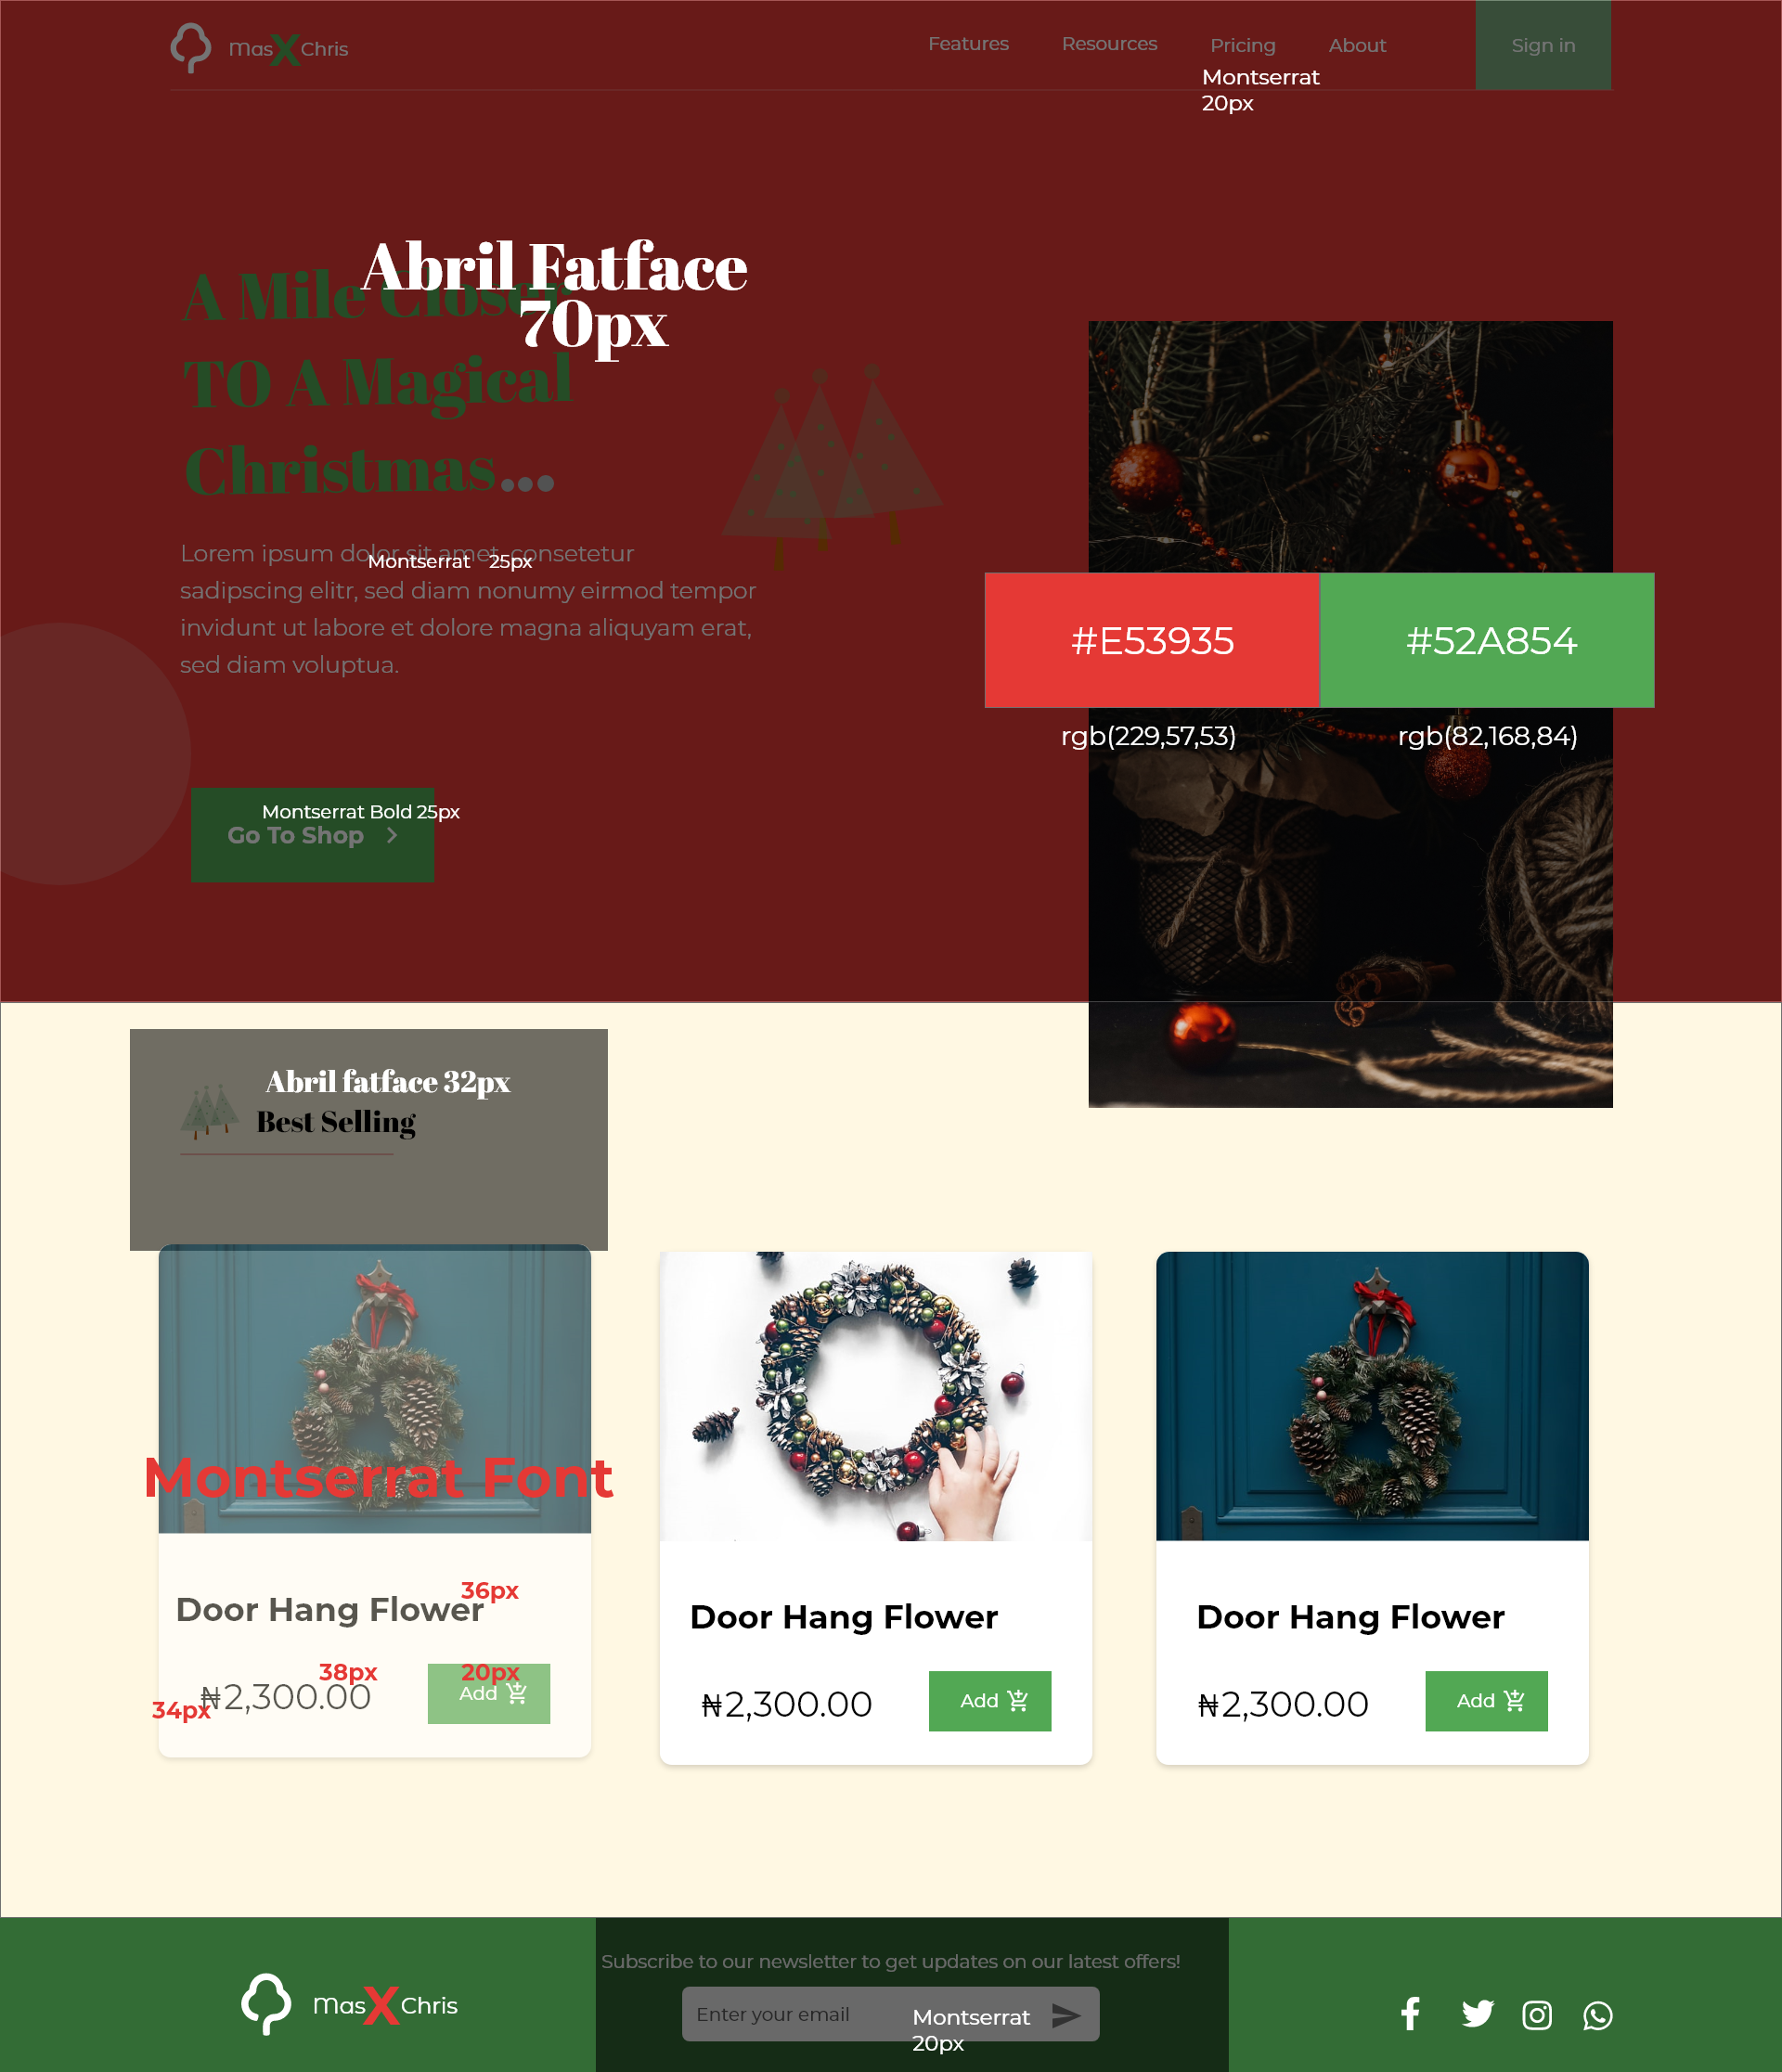 masXChris
Features
Resources
Pricing
About
Sign in
Montserrat
20px
Abril Fatface
70px
A Mile Closer
TO A Magical
Christmas...
Lorem ipsum dolor sit amet, consetetur
Montserrat 25px
sadipscing elitr, sed diam nonumy eirmod tempor
invidunt ut labore et dolore magna aliquyam erat,
sed diam voluptua.
#E53935
#52A854
rgb(229,57,53)
rgb(82,168,84)
Montserrat Bold 25px
Go To Shop
Abril fatface 32px
Best Selling
Montserrat Font
36px
Door Hang Flower
38px
20px
34px
₦2,300.00
Add
Door Hang Flower
₦2,300.00
Add
Door Hang Flower
₦2,300.00
Add
masXChris
Subscribe to our newsletter to get updates on our latest offers!
Enter your email
Montserrat
20px